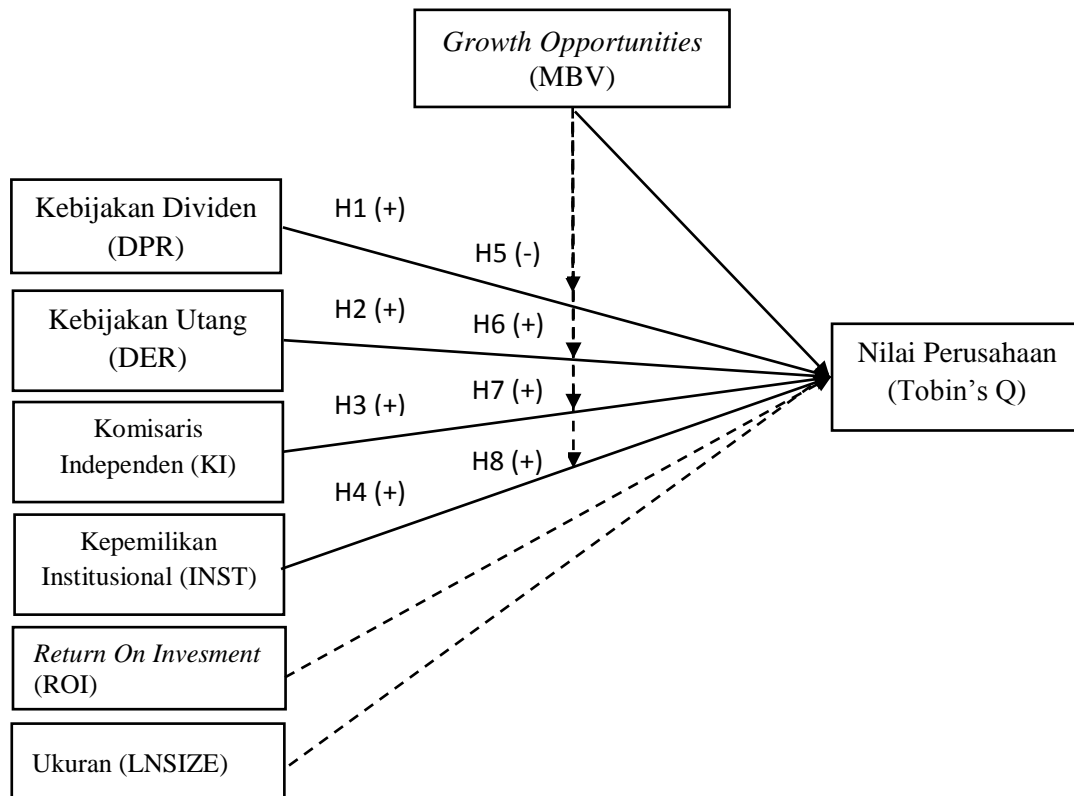 Growth Opportunities
(MBV)
Kebijakan Dividen
(DPR)
H1 (+)
H5 (-)
Kebijakan Utang
(DER)
H2 (+)
H6 (+)
Nilai Perusahaan
(Tobin's Q)
Komisaris
Independen (KI)
H3 (+)
H7 (+)
H4 (+)
H8 (+)
Kepemilikan
Institusional (INST)
Return On Invesment
(ROI)
Ukuran (LNSIZE)